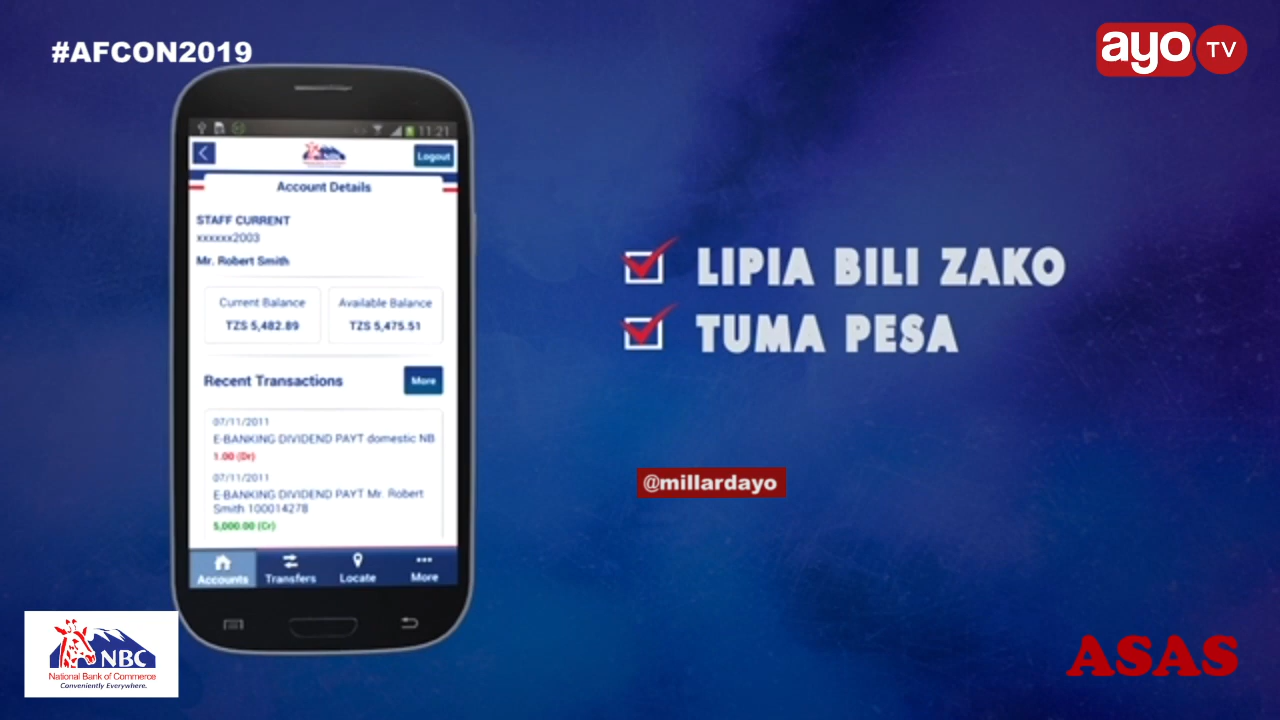 #AFCON2019
ayo TV
11:21
NBC
Logout
Account Details
STAFF CURRENT
xxxxxx2003
Mr. Robert Smith
Current Balance
TZS 5,482.89
Available Balance
TZS 5,475.51
Recent Transactions
More
07/11/2011
E-BANKING DIVIDEND PAYT domestic NB
1.00 (Dr)
07/11/2011
E-BANKING DIVIDEND PAYT Mr. Robert
Smith 100014278
5,000.00 (Cr)
Accounts
Transfers
Locate
More
LIPIA BILI ZAKO
TUMA PESA
@millardayo
NBC
National Bank of Commerce
Conveniently Everywhere.
ASAS